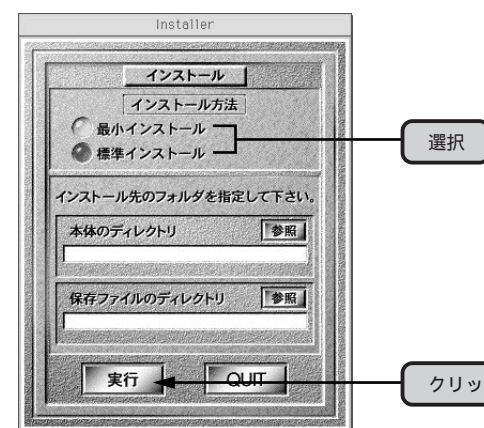 Installer
インストール
インストール方法
最小インストール
標準インストール
選択
インストール先のフォルダを指定して下さい。
本体のディレクトリ
参照
保存ファイルのディレクトリ
参照
実行
QUIT
クリッ